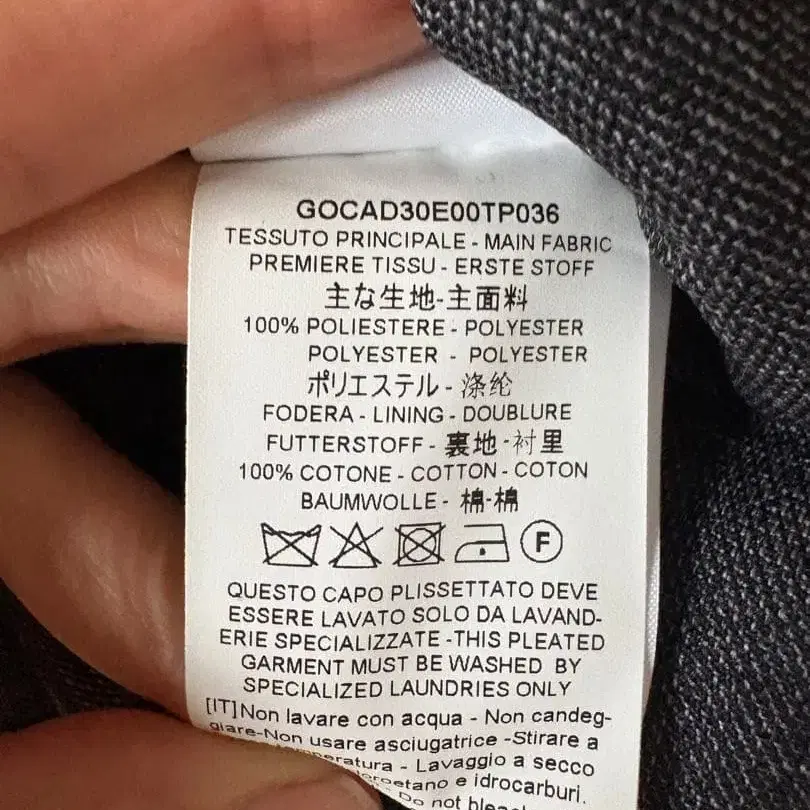 GOCAD30E00TP036
TESSUTO PRINCIPALE - MAIN FABRIC
PREMIERE TISSU - ERSTE STOFF
主な生地-主面料
100% POLIESTERE - POLYESTER
POLYESTER - POLYESTER
ポリエステル - 涤纶
FODERA - LINING - DOUBLURE
FUTTERSTOFF - 裏地-衬里
100% COTONE - COTTON - COTON
BAUMWOLLE - 棉-棉
F
QUESTO CAPO PLISSETTATO DEVE
ESSERE LAVATO SOLO DA LAVAND-
ERIE SPECIALIZZATE -THIS PLEATED
GARMENT MUST BE WASHED BY
SPECIALIZED LAUNDRIES ONLY
[IT]Non lavare con acqua - Non candeg-
giare-Non usare asciugatrice -Stirare a
- Lavaggio a secco
e idrocarburi.
Do not